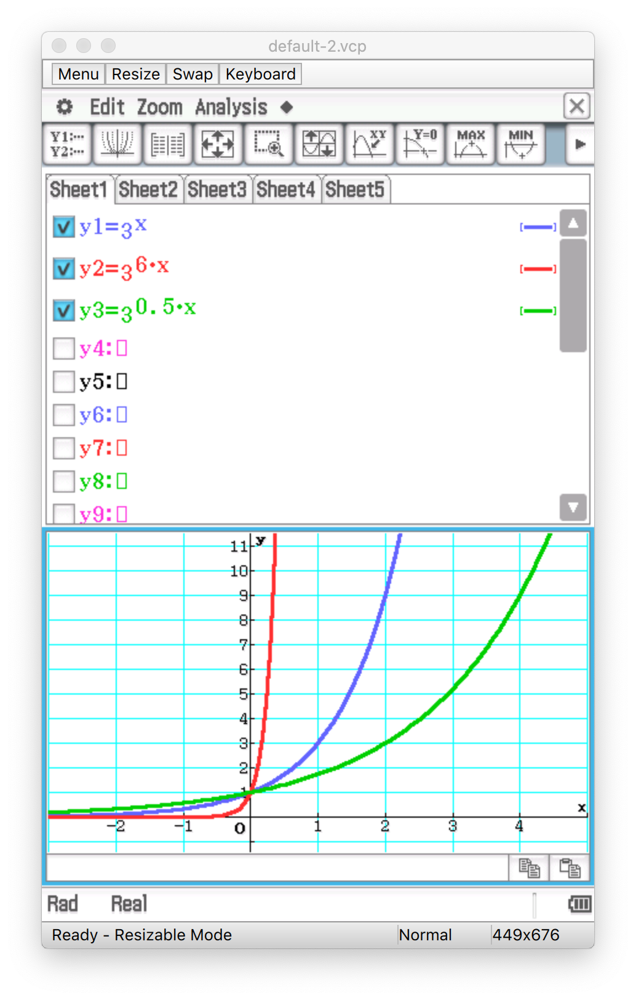 default-2.vcp
Menu Resize Swap Keyboard
Edit Zoom Analysis
Y1:··· Y2:··· XY Y=0 MAX MIN
Sheet1 Sheet2 Sheet3 Sheet4 Sheet5
y1=3^x
y2=3^6·x
y3=3^0.5·x
y4:
y5:
y6:
y7:
y8:
y9:
y
11
10
9
8
7
6
5
4
3
2
1
x
-2 -1 0 1 2 3 4
Rad Real
Ready - Resizable Mode Normal 449x676